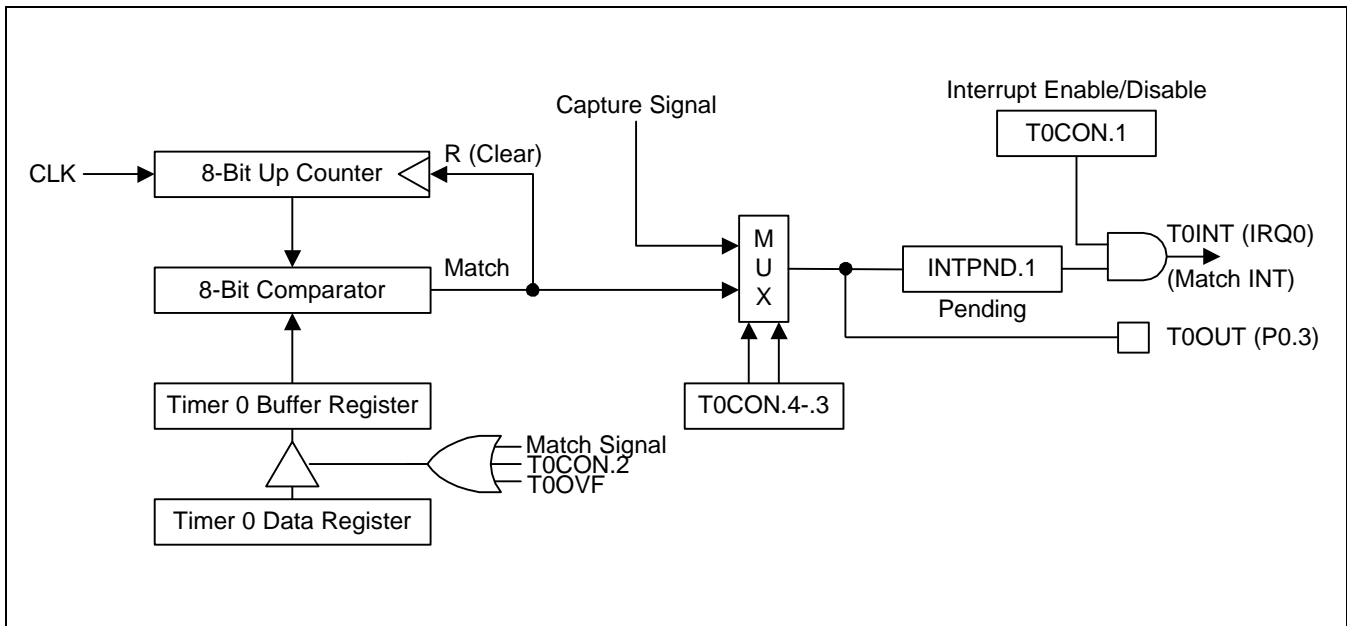 Interrupt Enable/Disable
Capture Signal
T0CON.1
R (Clear)
CLK
8-Bit Up Counter
M
U
X
T0INT (IRQ0)
Match
INTPND.1
8-Bit Comparator
(Match INT)
Pending
T0OUT (P0.3)
Timer 0 Buffer Register
T0CON.4-.3
Match Signal
T0CON.2
T0OVF
Timer 0 Data Register